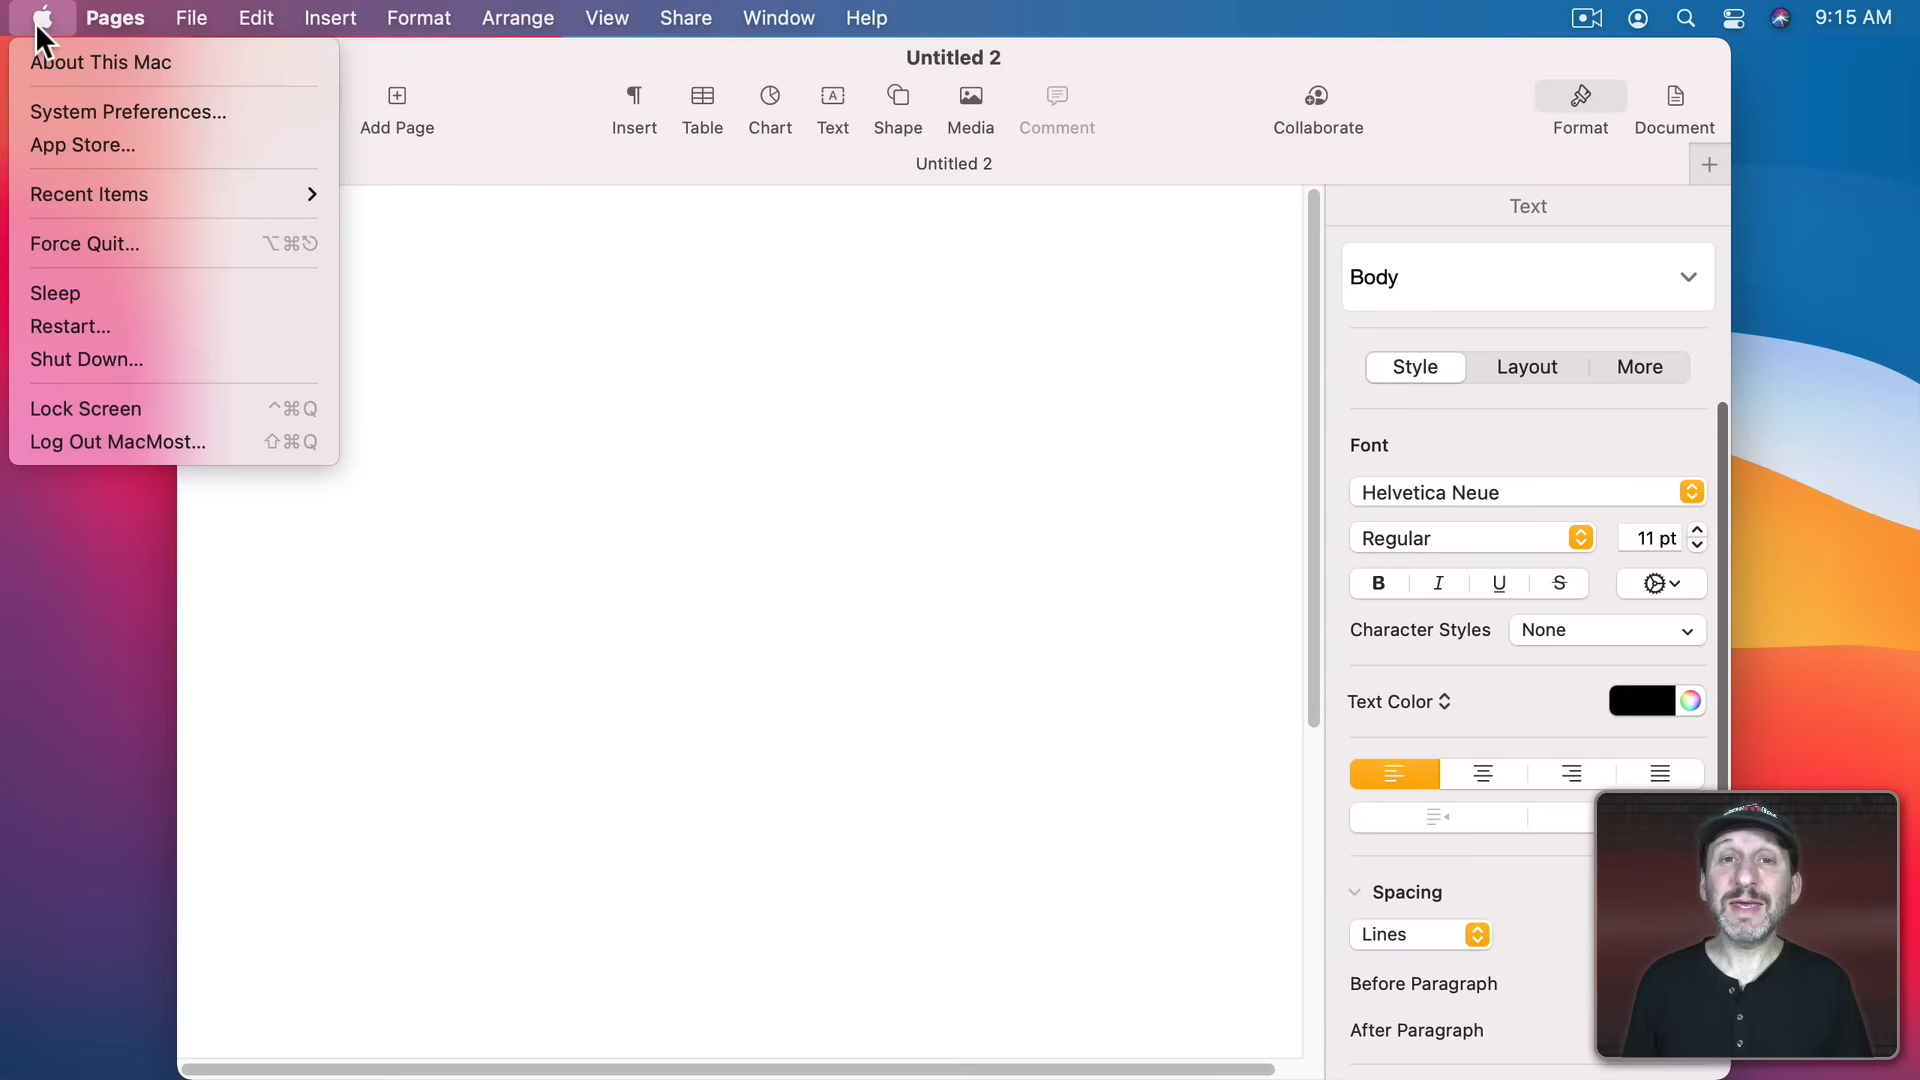 Pages File Edit Insert Format Arrange View Share Window Help 9:15 AM
About This Mac
System Preferences...
App Store...
Recent Items
Force Quit... ⌥⌘⎋
Sleep
Restart...
Shut Down...
Lock Screen ^⌘Q
Log Out MacMost... ⇧⌘Q
Untitled 2
Add Page Insert Table Chart Text Shape Media Comment Collaborate Format Document
Untitled 2
Text
Body
Style Layout More
Font
Helvetica Neue
Regular 11 pt
B I U S
Character Styles None
Text Color
Spacing
Lines
Before Paragraph
After Paragraph